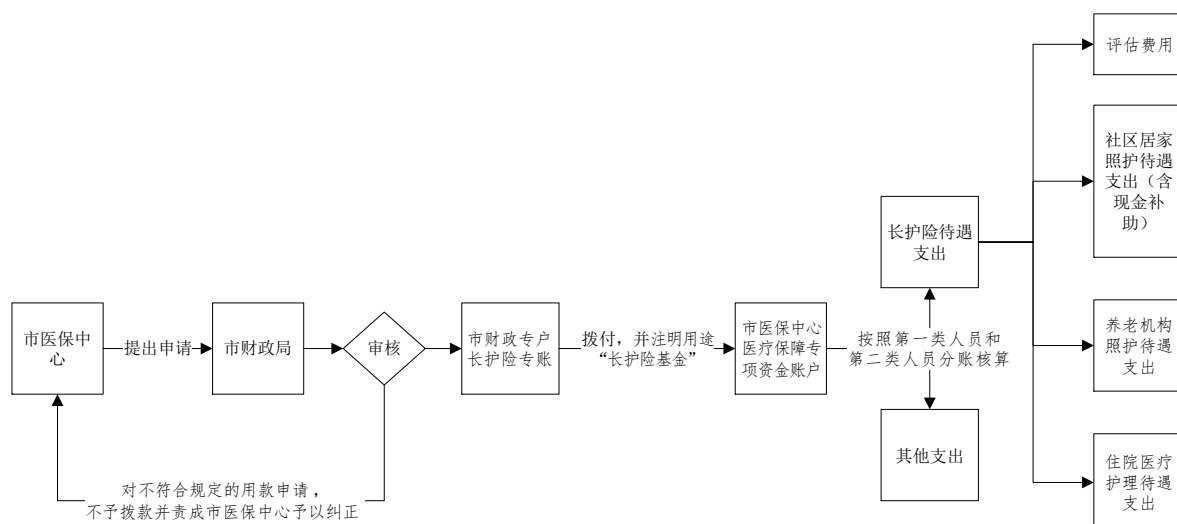 评估费用
社区居家
照护待遇
支出（含
现金补
助）
长护险待遇
支出
市医保中
心
提出申请
市财政局
审核
市财政专户
长护险专账
拨付，并注明用途
“长护险基金”
市医保中心
医疗保障专
项资金账户
按照第一类人员和
第二类人员分账核算
养老机构
照护待遇
支出
其他支出
住院医疗
护理待遇
支出
对不符合规定的用款申请，
不予拨款并责成市医保中心予以纠正